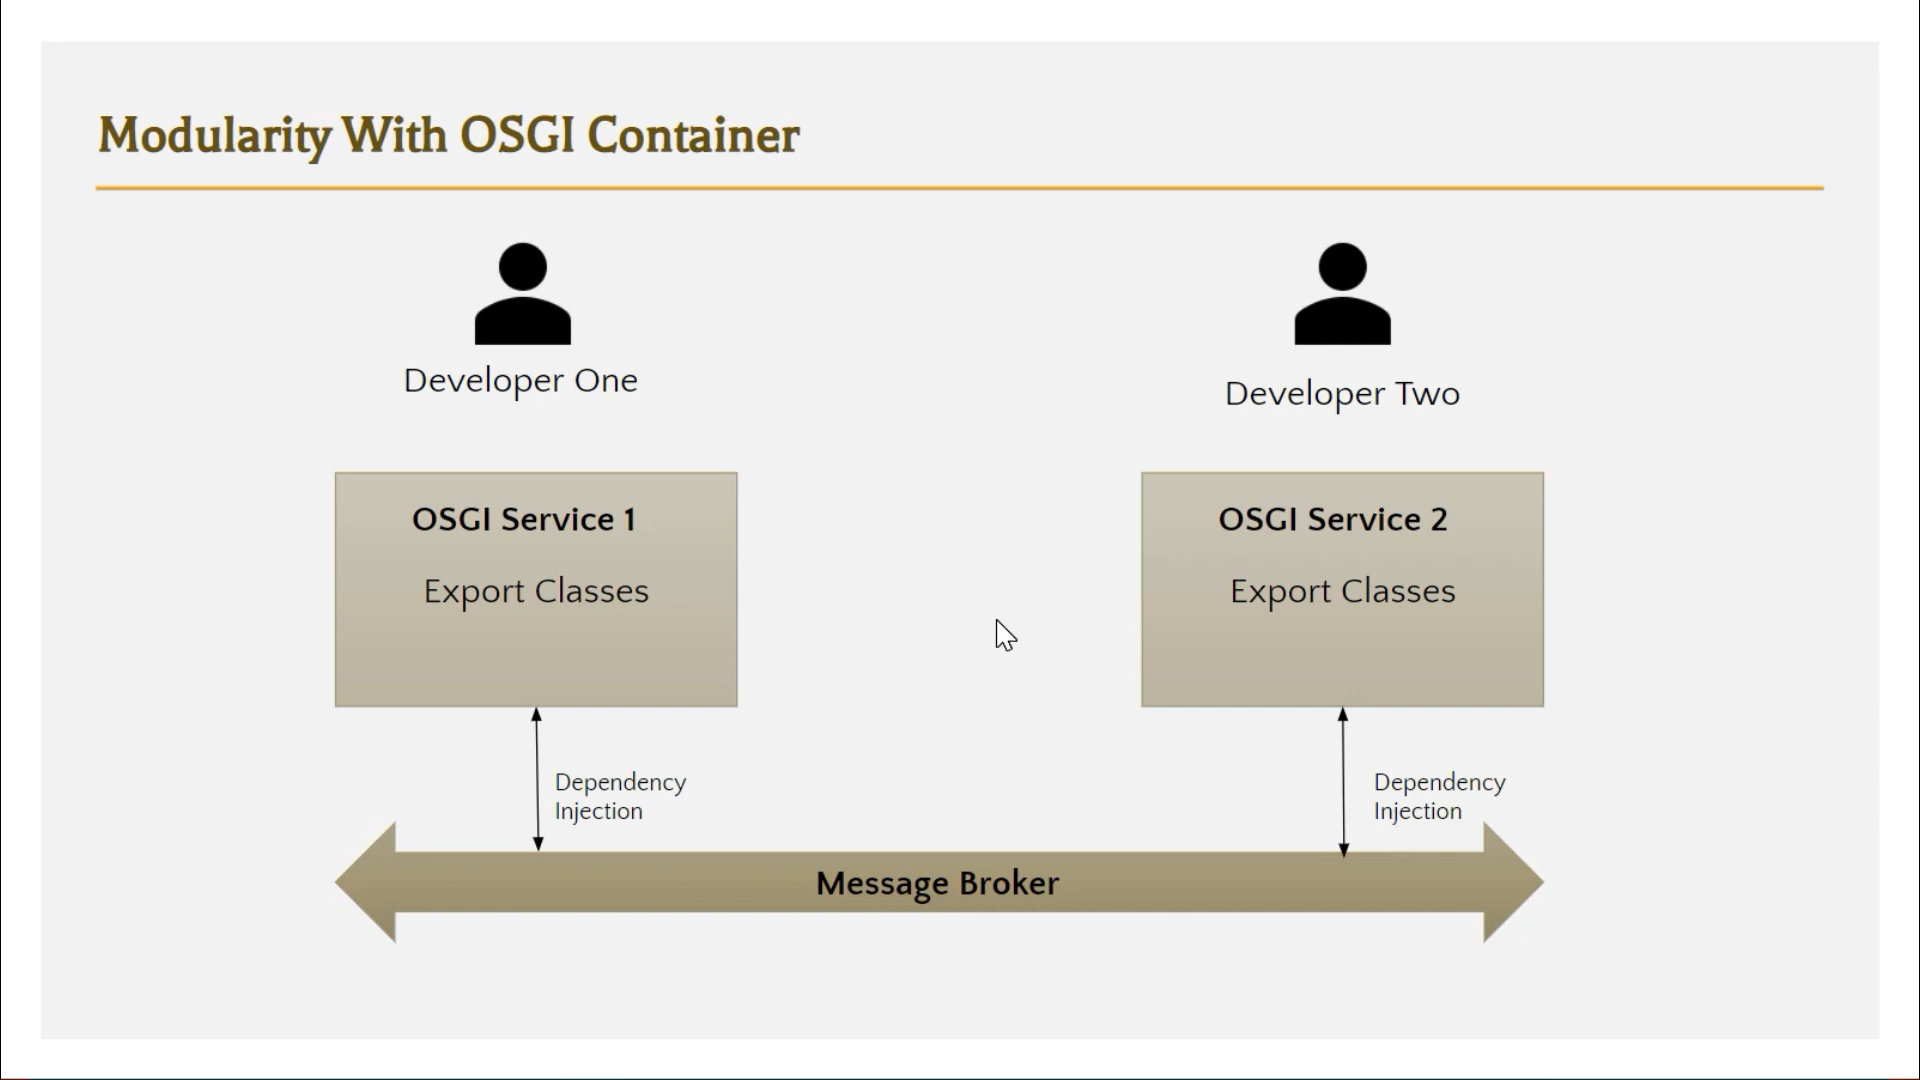 Modularity With OSGI Container
Developer One
Developer Two
OSGI Service 1
Export Classes
OSGI Service 2
Export Classes
Dependency
Injection
Dependency
Injection
Message Broker